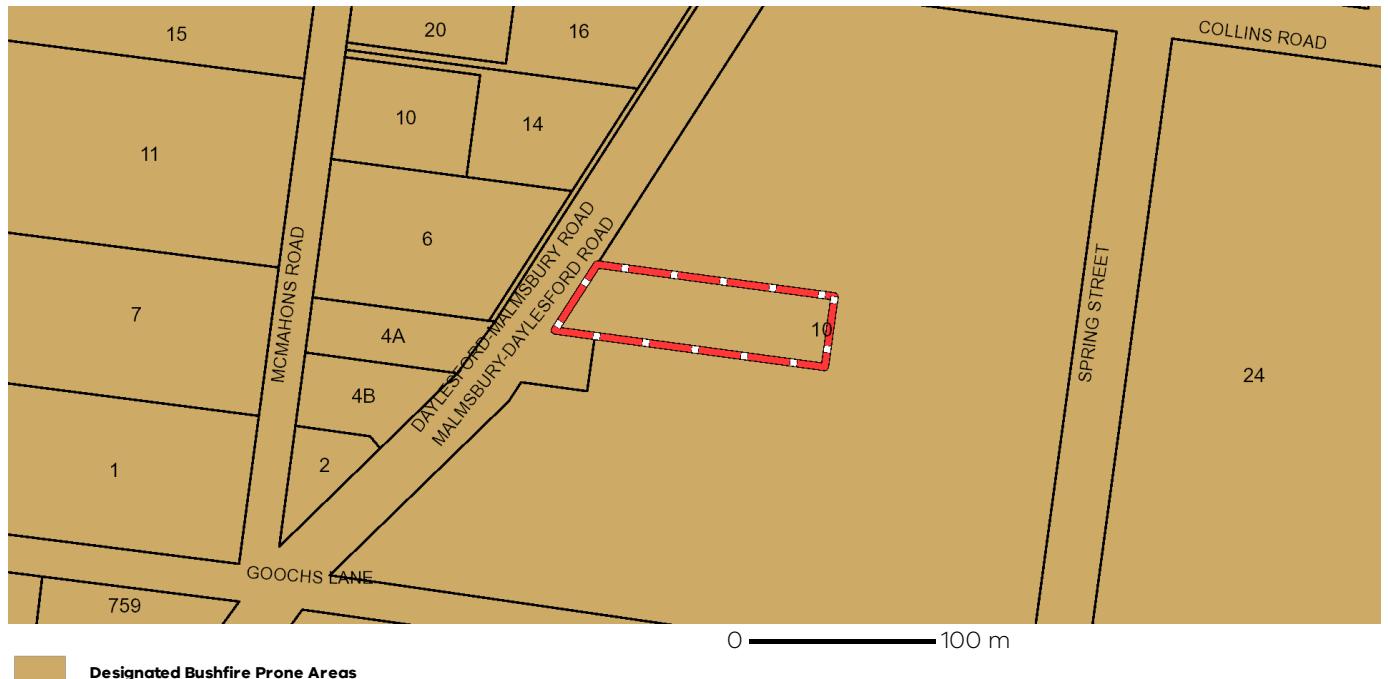 COLLINS ROAD
15
20
16
10
14
11
6
MCMAHONS ROAD
DAYLESFORD-MALMSBURY ROAD
MALMSBURY-DAYLESFORD ROAD
7
4A
10
SPRING STREET
24
4B
2
1
GOOCHS LANE
759
0 100 m
Designated Bushfire Prone Areas